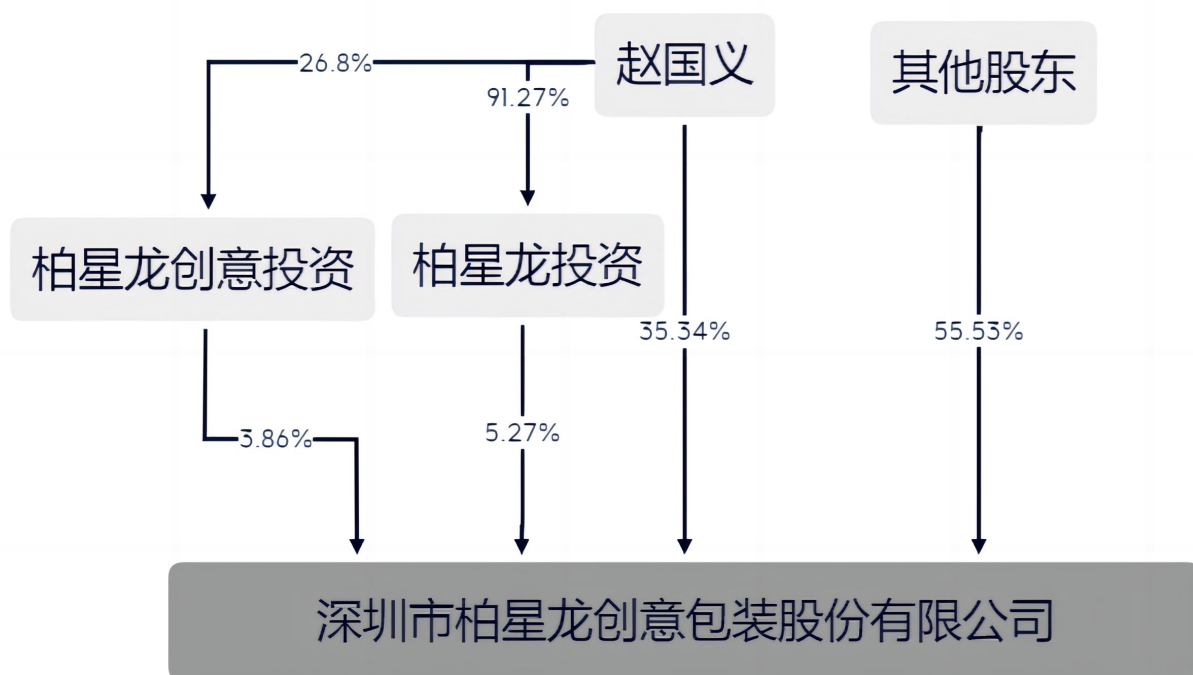 赵国义
其他股东
26.8%
91.27%
柏星龙创意投资
柏星龙投资
35.34%
55.53%
3.86%
5.27%
深圳市柏星龙创意包装股份有限公司